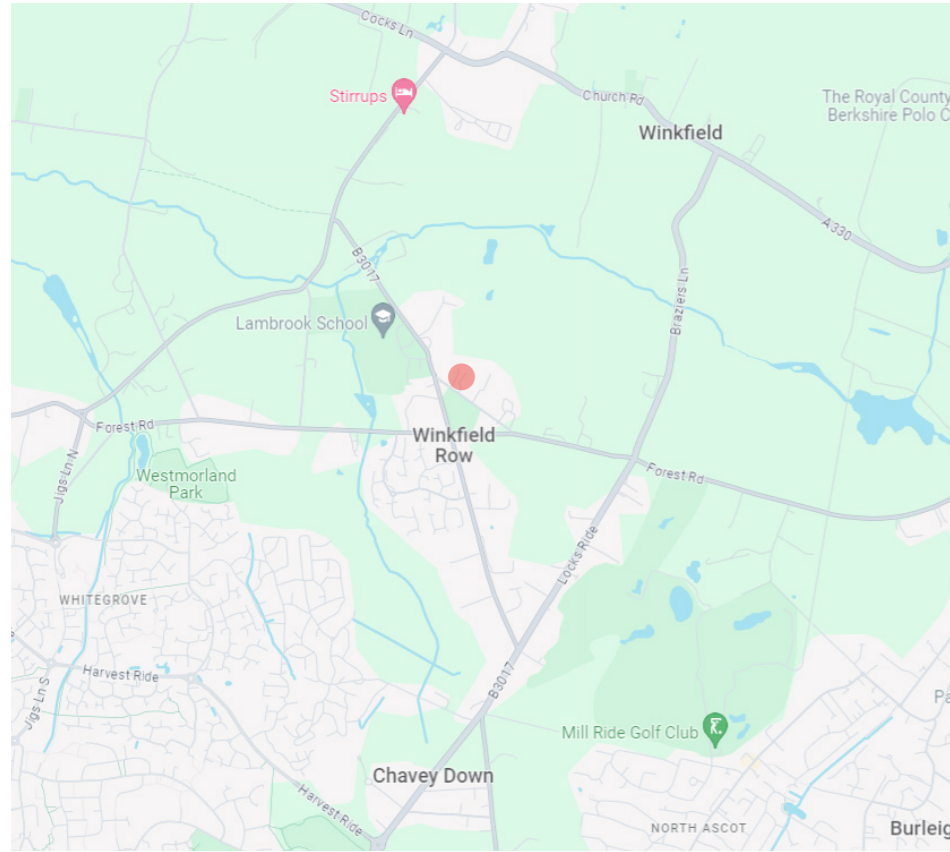 Cocks Ln
Stirrups
Church Rd
The Royal County
Berkshire Polo C
Winkfield
A 330
B3017
Braziers Ln
Lambrook School
Forest Rd
Winkfield
Row
Jigs Ln N
Westmorland
Park
Forest Rd
Locks Ride
WHITEGROVE
Harvest Ride
Jigs Ln S
B3017
Pa
Mill Ride Golf Club
Chavey Down
Harvest Ride
NORTH ASCOT
Burleig